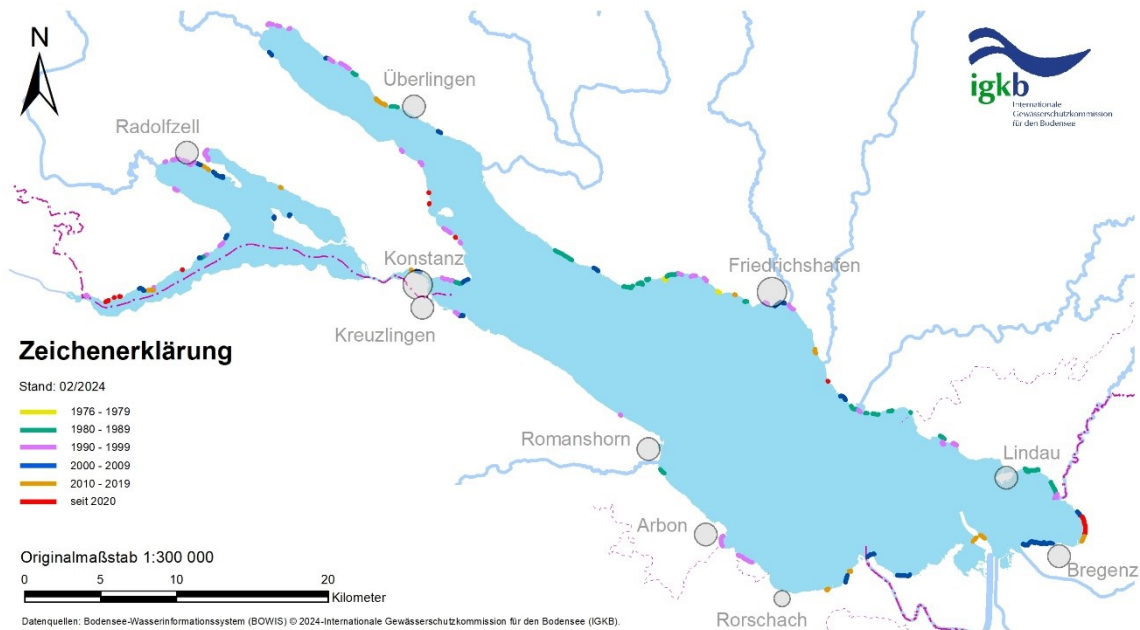 N
Überlingen
igkb
Internationale
Gewässerschutzkommission
für den Bodensee
Radolfzell
Konstanz
Friedrichshafen
Kreuzlingen
Zeichenerklärung
Stand: 02/2024
1976 - 1979
1980 - 1989
1990 - 1999
2000 - 2009
2010 - 2019
seit 2020
Romanshorn
Lindau
Arbon
Bregenz
Rorschach
Originalmaßstab 1:300 000
0 5 10 20
Kilometer
Datenquellen: Bodensee-Wasserinformationssystem (BOWIS) © 2024-Internationale Gewässerschutzkommission für den Bodensee (IGKB).